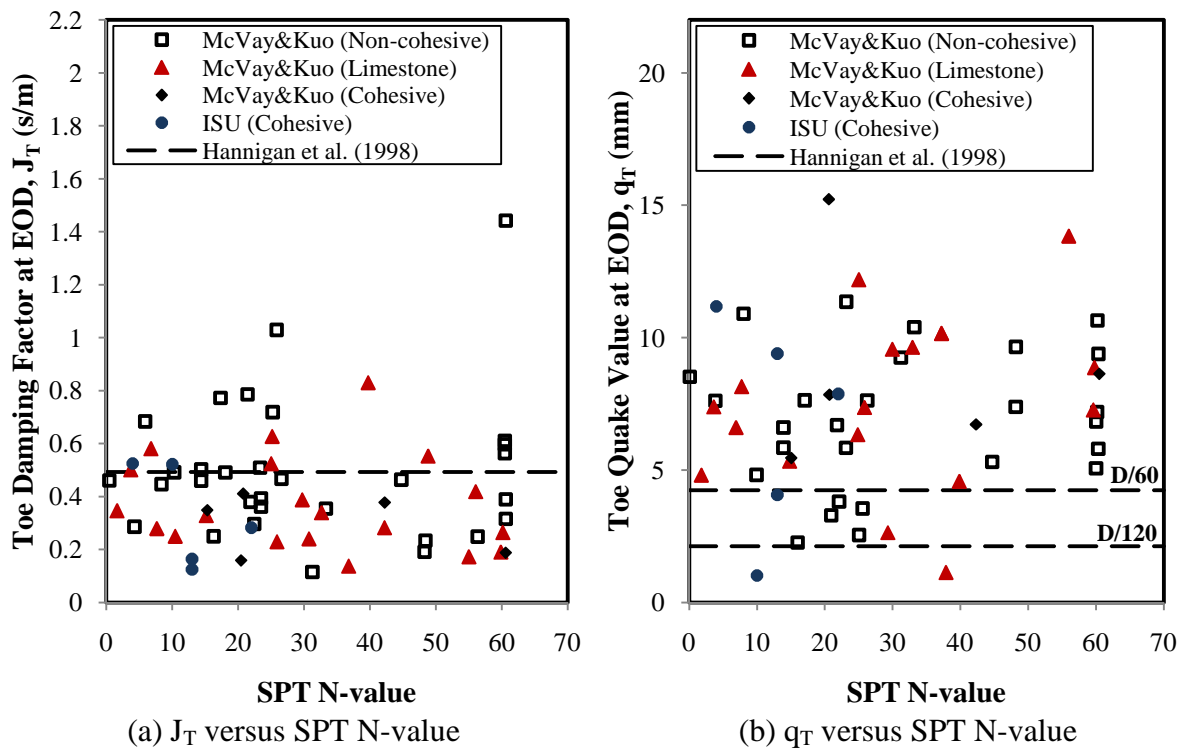 Toe Damping Factor at EOD, J_T (s/m)
2.2
2
1.8
1.6
1.4
1.2
1
0.8
0.6
0.4
0.2
0
McVay&Kuo (Non-cohesive)
McVay&Kuo (Limestone)
McVay&Kuo (Cohesive)
ISU (Cohesive)
Hannigan et al. (1998)
0 10 20 30 40 50 60 70
SPT N-value
(a) J_T versus SPT N-value
Toe Quake Value at EOD, q_T (mm)
20
15
10
5
0
McVay&Kuo (Non-cohesive)
McVay&Kuo (Limestone)
McVay&Kuo (Cohesive)
ISU (Cohesive)
Hannigan et al. (1998)
D/60
D/120
0 10 20 30 40 50 60 70
SPT N-value
(b) q_T versus SPT N-value